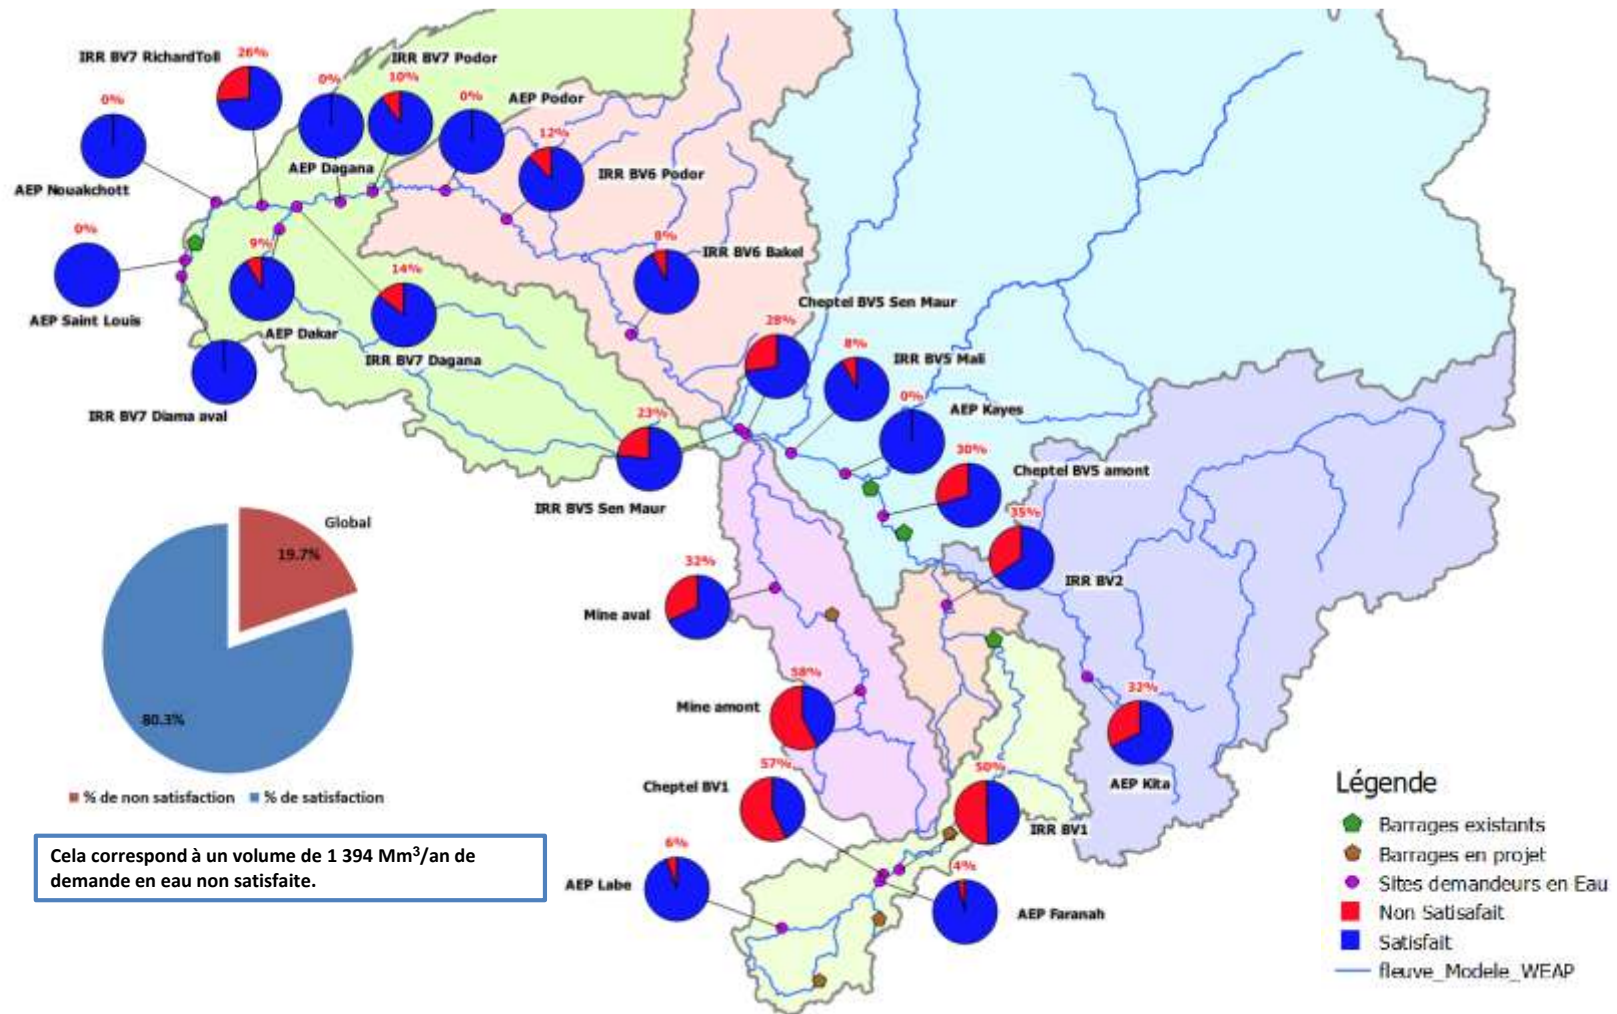 IRR BV7 RichardToll
26%
IRR BV7 Podor
10%
0%
0%
AEP Podor
0%
12%
AEP Dagana
IRR BV6 Podor
AEP Nouakchott
0%
9%
8%
IRR BV6 Bakel
14%
AEP Saint Louis
AEP Dakar
IRR BV7 Dagana
Cheptel BV5 Sen Maur
28%
8%
IRR BV5 Mali
0%
AEP Kayes
IRR BV7 Diama aval
23%
30%
Cheptel BV5 amont
IRR BV5 Sen Maur
35%
IRR BV2
Global
19.7%
80.3%
32%
Mine aval
58%
Mine amont
32%
AEP Kita
% de non satisfaction
% de satisfaction
57%
Cheptel BV1
50%
IRR BV1
Cela correspond à un volume de 1 394 Mm³/an de
demande en eau non satisfaite.
6%
AEP Labe
4%
AEP Faranah
Légende
Barrages existants
Barrages en projet
Sites demandeurs en Eau
Non Satisafait
Satisfait
fleuve_Modele_WEAP